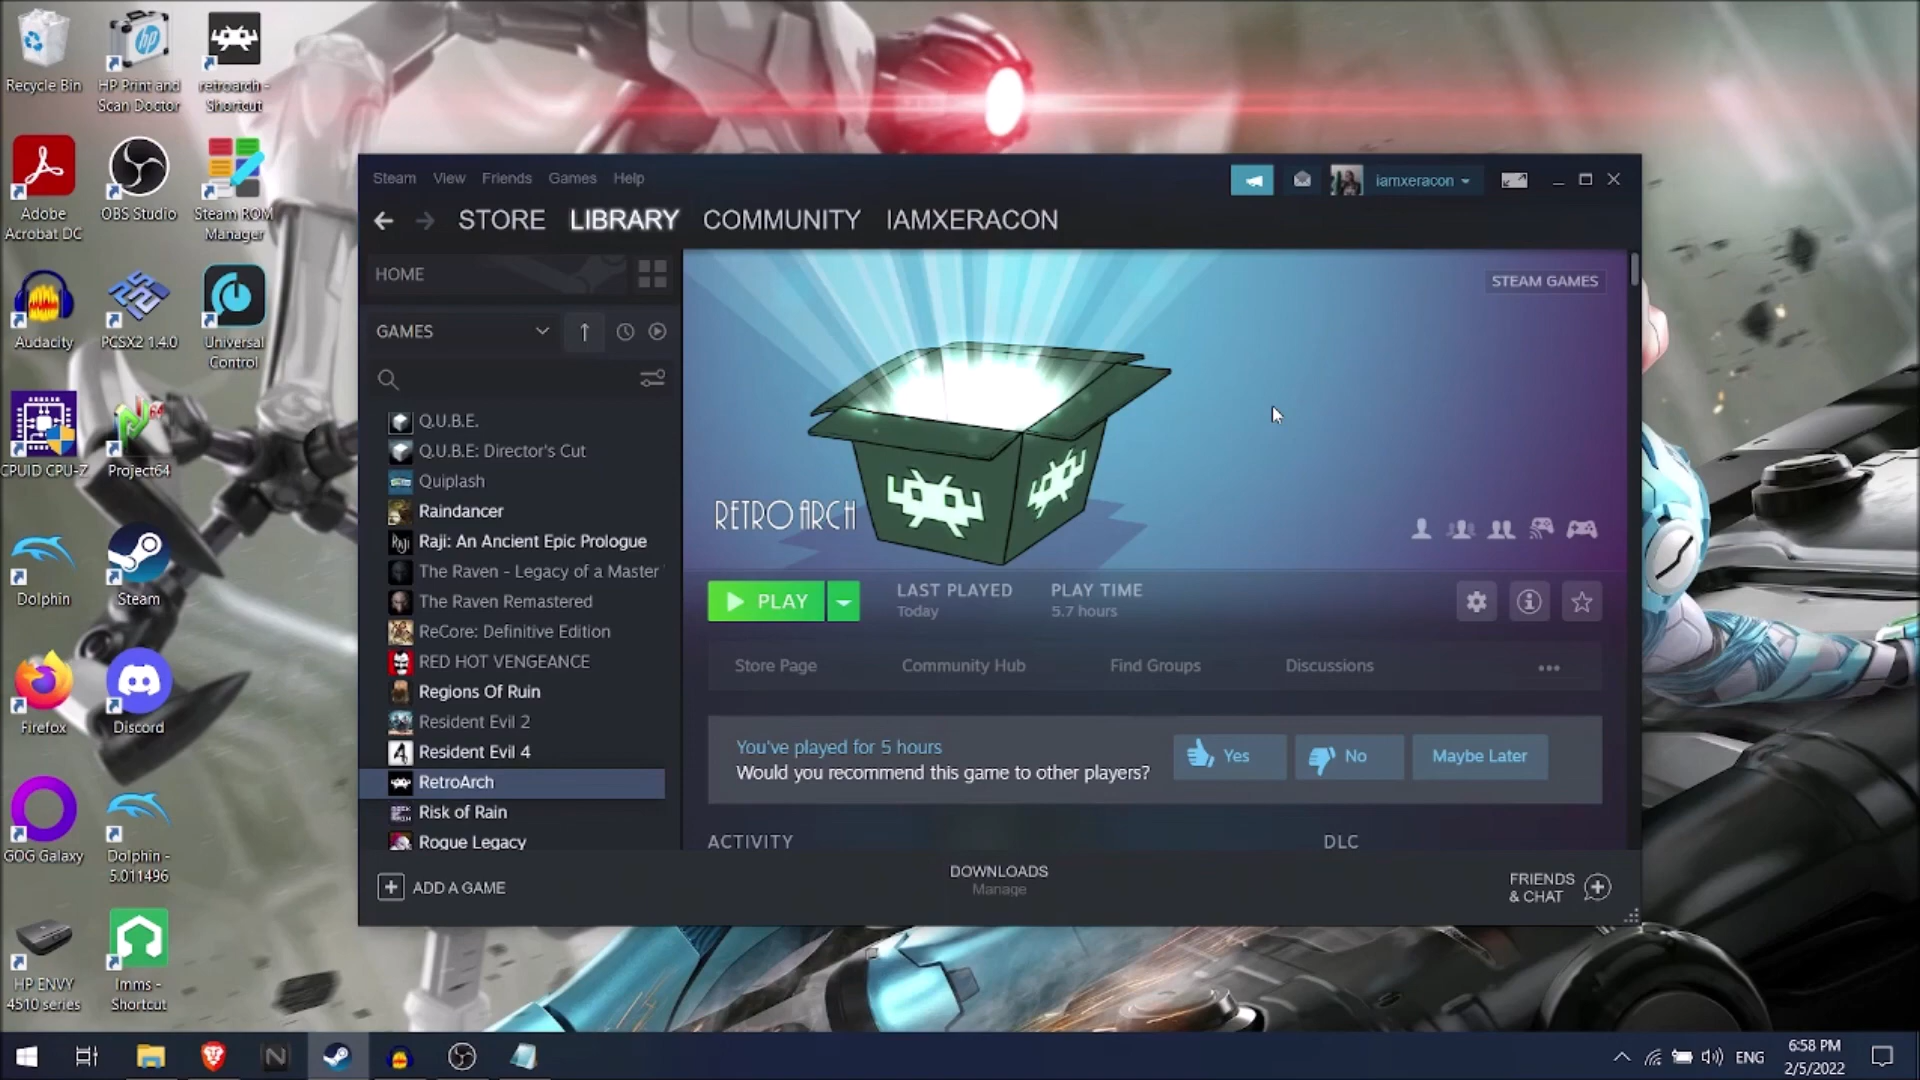 Recycle Bin
HP Print and
Scan Doctor
retroarch -
Shortcut
Adobe
Acrobat DC
OBS Studio
Steam ROM
Manager
Audacity
PCSX2 1.4.0
Universal
Control
CPUID CPU-Z
Project64
Dolphin
Steam
Firefox
Discord
GOG Galaxy
Dolphin -
5.011496
HP ENVY
4510 series
lmms -
Shortcut
Steam View Friends Games Help
iamxeracon
STORE LIBRARY COMMUNITY IAMXERACON
HOME
GAMES
Q.U.B.E.
Q.U.B.E: Director's Cut
Quiplash
Raindancer
Raji: An Ancient Epic Prologue
The Raven - Legacy of a Master
The Raven Remastered
ReCore: Definitive Edition
RED HOT VENGEANCE
Regions Of Ruin
Resident Evil 2
Resident Evil 4
RetroArch
Risk of Rain
Rogue Legacy
STEAM GAMES
RETROARCH
PLAY
LAST PLAYED
Today
PLAY TIME
5.7 hours
Store Page Community Hub Find Groups Discussions
You've played for 5 hours
Would you recommend this game to other players?
Yes No Maybe Later
ACTIVITY DLC
ADD A GAME
DOWNLOADS
Manage
FRIENDS
& CHAT
ENG
6:58 PM
2/5/2022